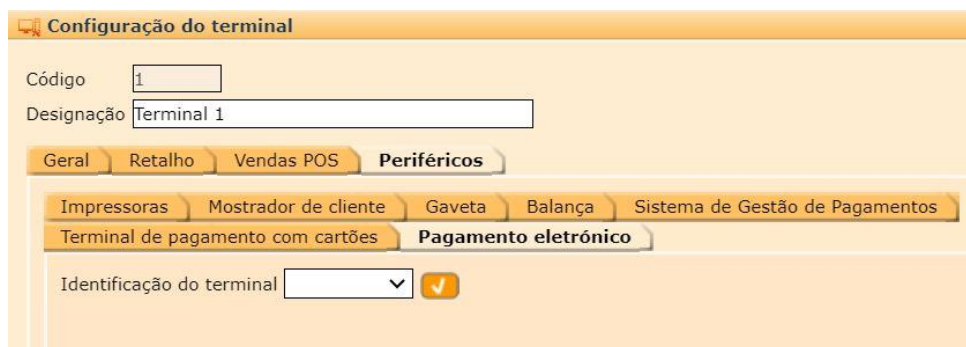 Configuração do terminal
Código 1
Designação Terminal 1
Geral Retalho Vendas POS Periféricos
Impressoras Mostrador de cliente Gaveta Balança Sistema de Gestão de Pagamentos
Terminal de pagamento com cartões Pagamento eletrónico
Identificação do terminal